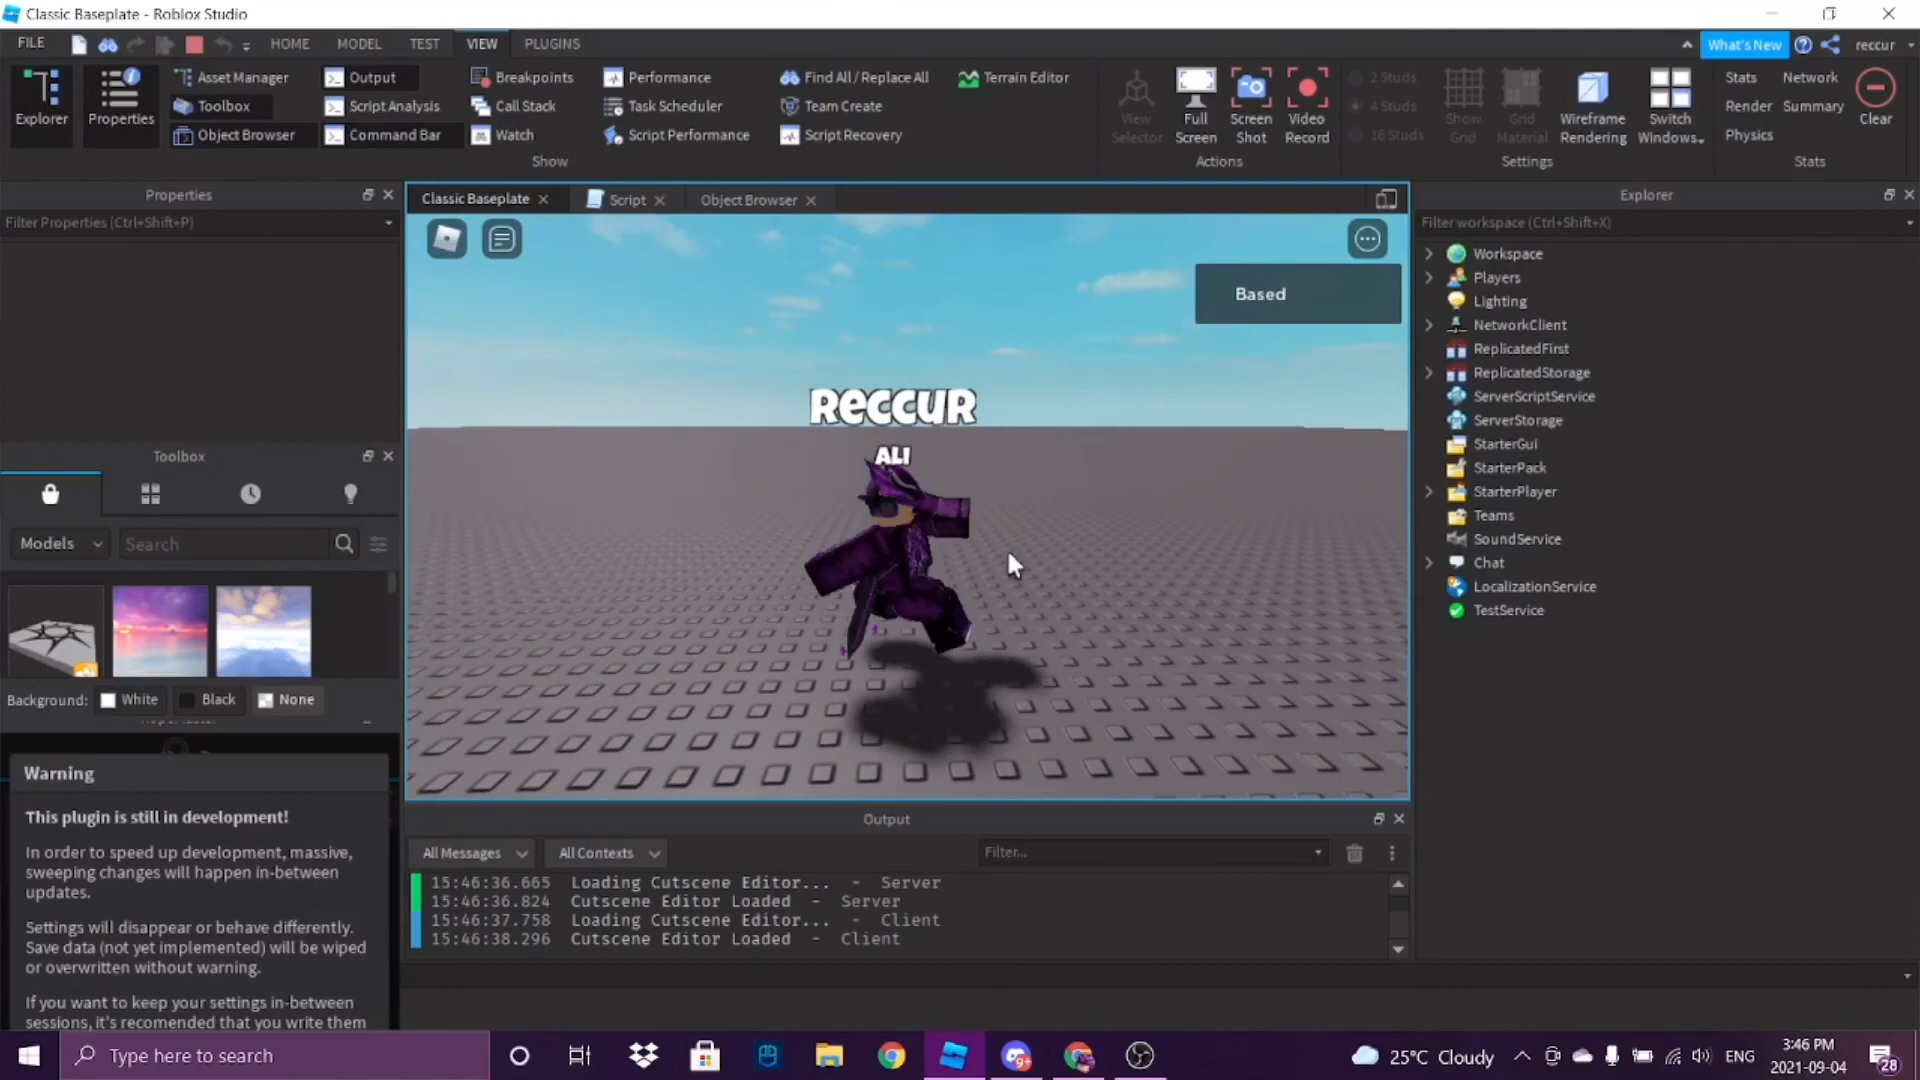 Classic Baseplate - Roblox Studio
FILE
HOME
MODEL
TEST
VIEW
PLUGINS
What's New
reccur
Explorer
Properties
Asset Manager
Toolbox
Object Browser
Output
Script Analysis
Command Bar
Breakpoints
Call Stack
Watch
Performance
Task Scheduler
Script Performance
Find All / Replace All
Team Create
Script Recovery
Terrain Editor
Show
View
Selector
Full
Screen
Screen
Shot
Video
Record
Actions
2 Studs
4 Studs
16 Studs
Show
Grid
Grid
Material
Wireframe
Rendering
Switch
Windows
Settings
Stats
Network
Render
Summary
Physics
Clear
Stats
Properties
Filter Properties (Ctrl+Shift+P)
Toolbox
Models
Search
Background:
White
Black
None
Warning
This plugin is still in development!
In order to speed up development, massive,
sweeping changes will happen in-between
updates.
Settings will disappear or behave differently.
Save data (not yet implemented) will be wiped
or overwritten without warning.
If you want to keep your settings in-between
sessions, it's recomended that you write them
Classic Baseplate
Script
Object Browser
Based
Reccur
ALI
Output
All Messages
All Contexts
Filter...
15:46:36.665 Loading Cutscene Editor... - Server
15:46:36.824 Cutscene Editor Loaded - Server
15:46:37.758 Loading Cutscene Editor... - Client
15:46:38.296 Cutscene Editor Loaded - Client
Explorer
Filter workspace (Ctrl+Shift+X)
Workspace
Players
Lighting
NetworkClient
ReplicatedFirst
ReplicatedStorage
ServerScriptService
ServerStorage
StarterGui
StarterPack
StarterPlayer
Teams
SoundService
Chat
LocalizationService
TestService
Type here to search
9+
25°C Cloudy
ENG
3:46 PM
2021-09-04
28